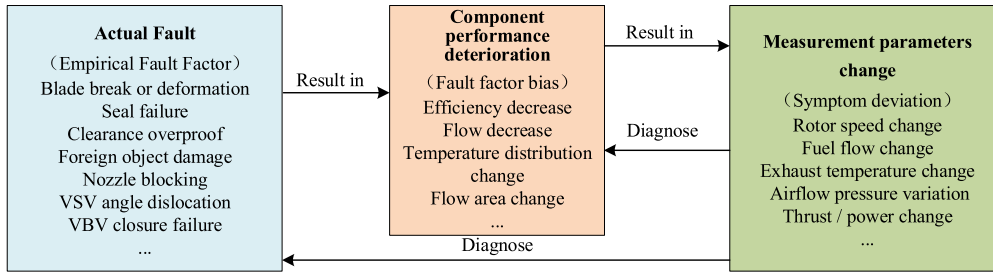 Actual Fault
（Empirical Fault Factor）
Blade break or deformation
Seal failure
Clearance overproof
Foreign object damage
Nozzle blocking
VSV angle dislocation
VBV closure failure
...
Result in
Component
performance
deterioration
（Fault factor bias）
Efficiency decrease
Flow decrease
Temperature distribution
change
Flow area change
...
Result in
Diagnose
Measurement parameters
change
（Symptom deviation）
Rotor speed change
Fuel flow change
Exhaust temperature change
Airflow pressure variation
Thrust / power change
...
Diagnose